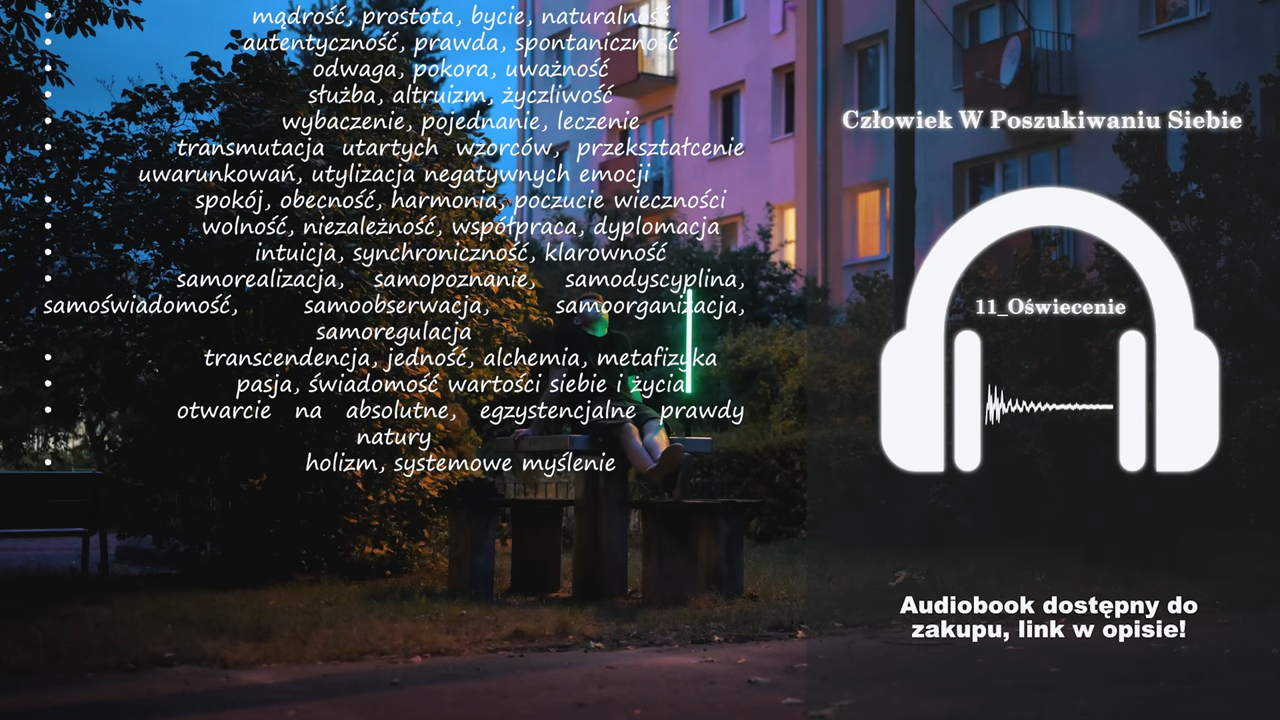 • mądrość, prostota, bycie, naturalność
• autentyczność, prawda, spontaniczność
• odwaga, pokora, uważność
• służba, altruizm, życzliwość
• wybaczenie, pojednanie, leczenie
• transmutacja utartych wzorców, przekształcenie
uwarunkowań, utylizacja negatywnych emocji
• spokój, obecność, harmonia, poczucie wieczności
• wolność, niezależność, współpraca, dyplomacja
• intuicja, synchroniczność, klarowność
• samorealizacja, samopoznanie, samodyscyplina,
samoświadomość, samoobserwacja, samoorganizacja,
samoregulacja
• transcendencja, jedność, alchemia, metafizyka
• pasja, świadomość wartości siebie i życia
• otwarcie na absolutne, egzystencjalne prawdy
natury
• holizm, systemowe myślenie
Człowiek W Poszukiwaniu Siebie
11_Oświecenie
Audiobook dostępny do
zakupu, link w opisie!